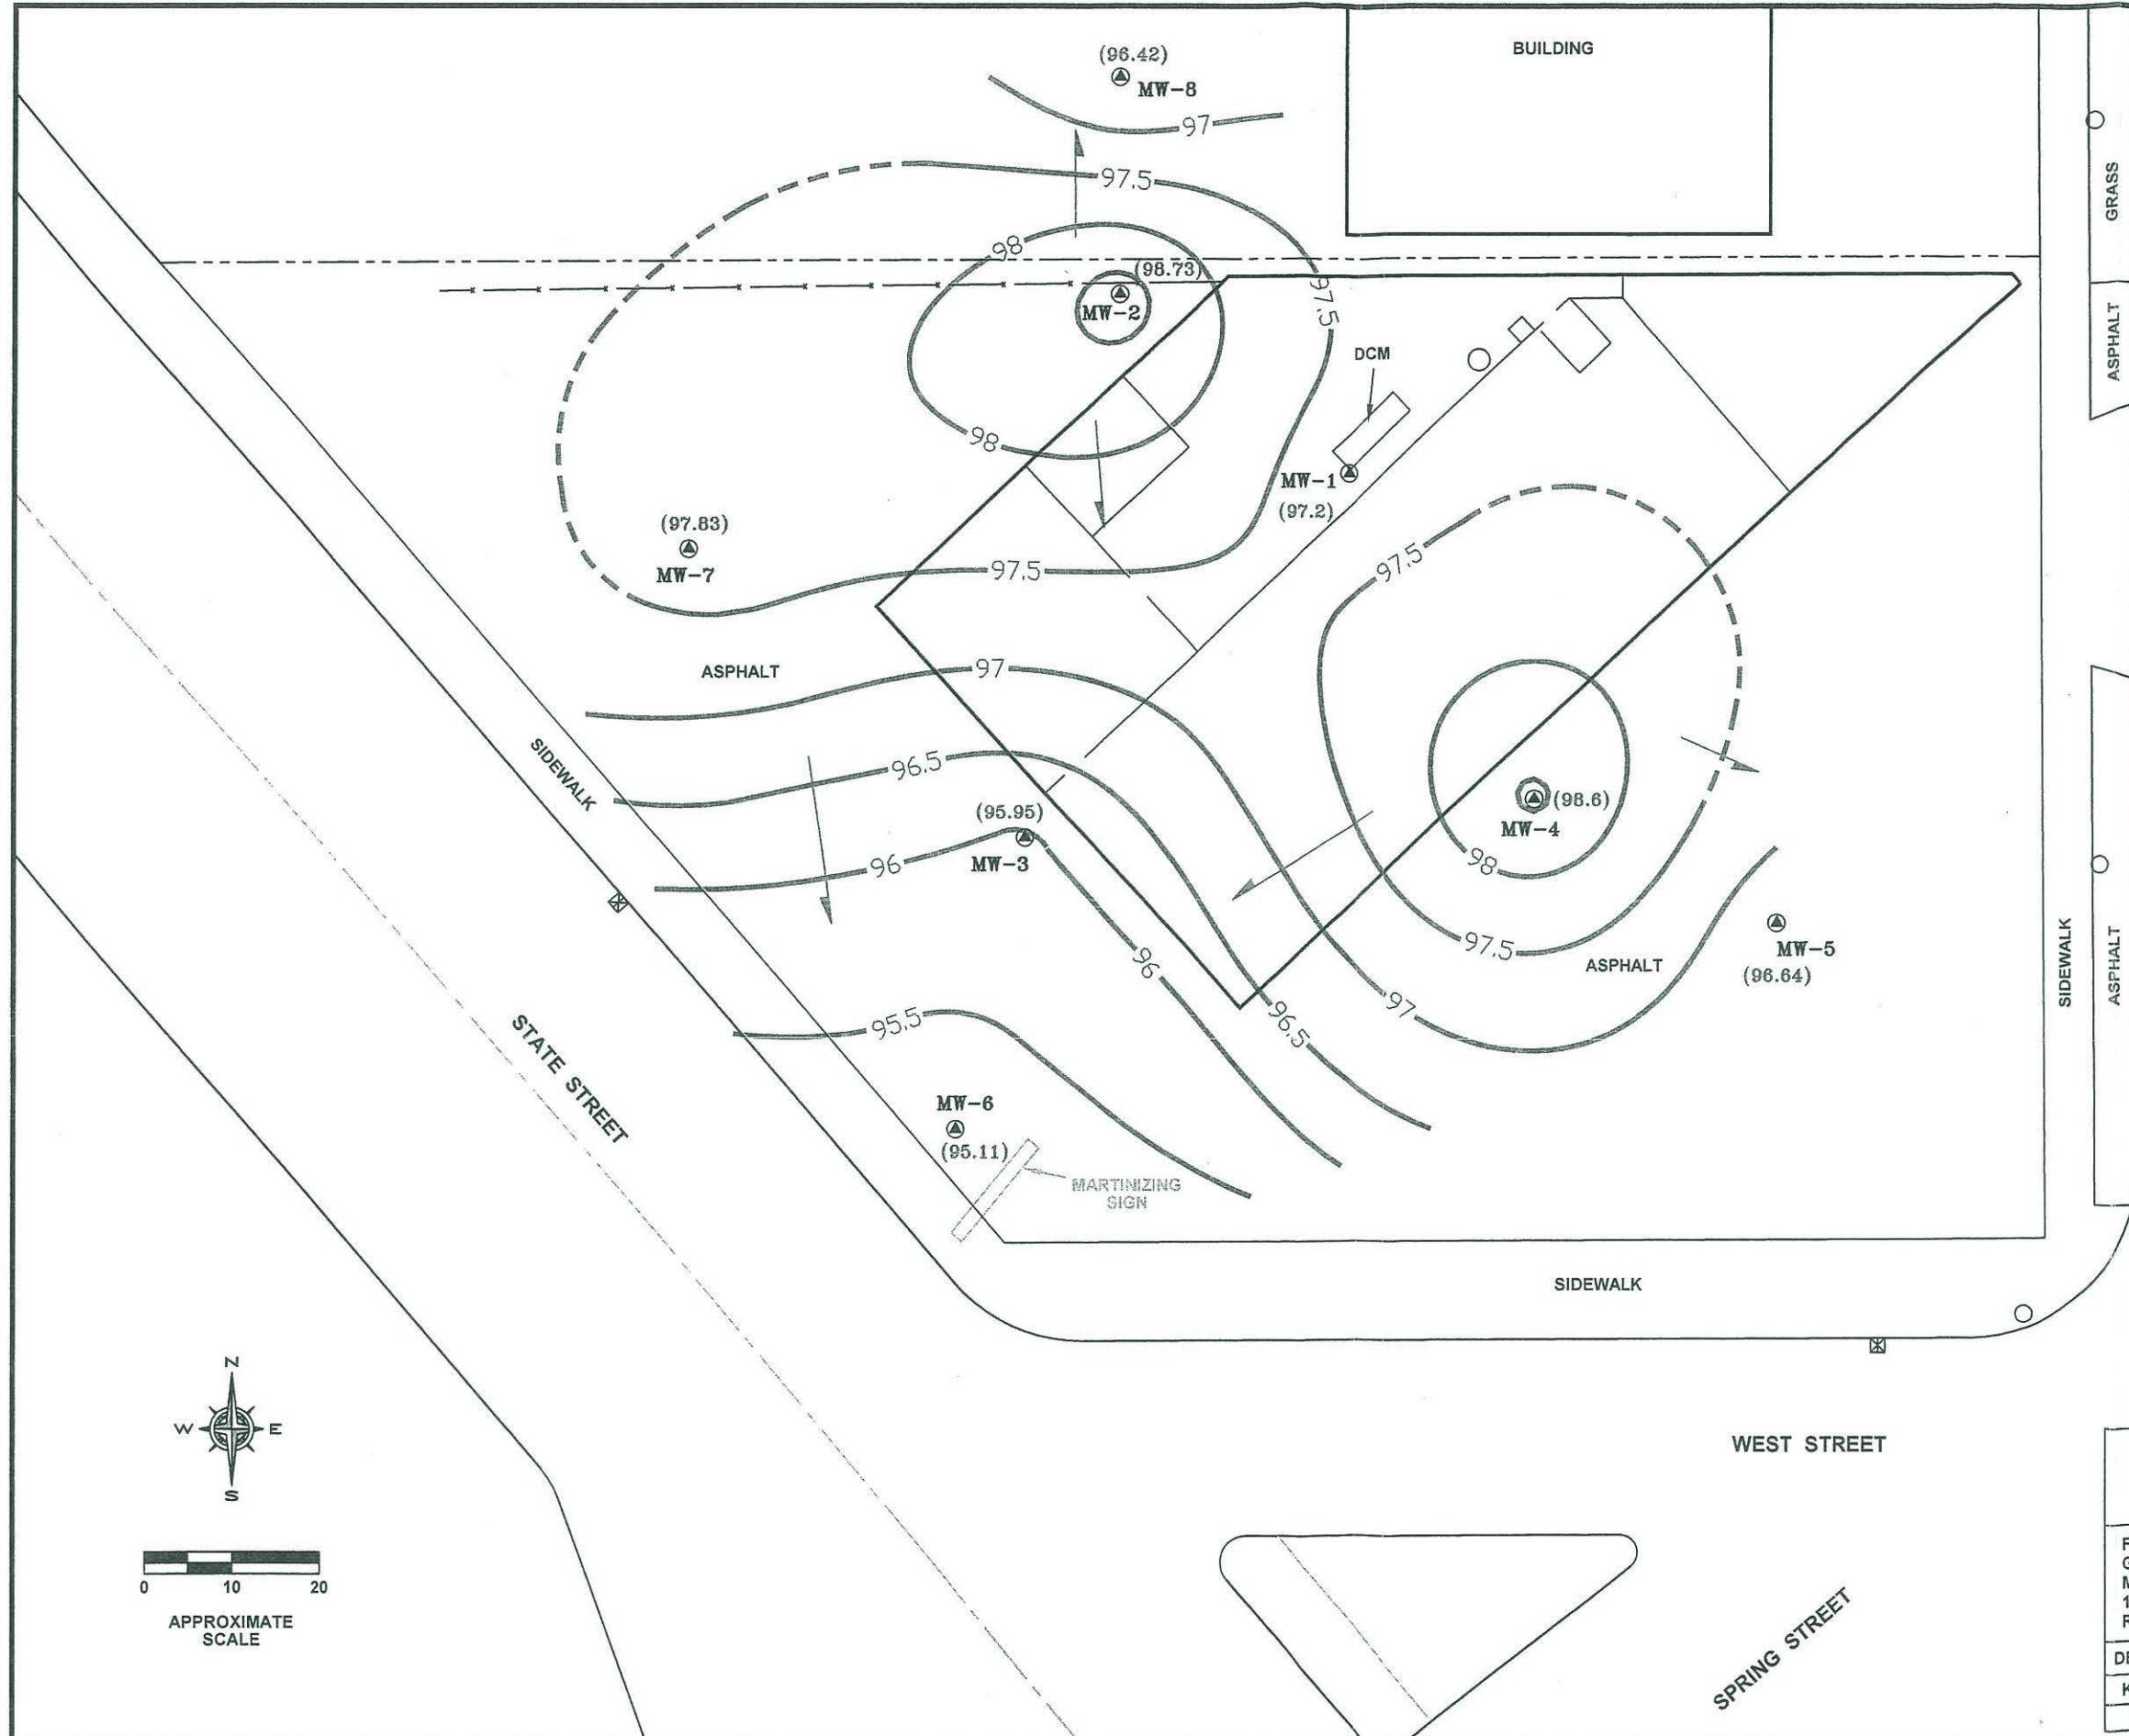 BUILDING
(96.42)
MW-8
97
97.5
GRASS
98
(98.73)
MW-2
97.5
ASPHALT
DCM
98
MW-1
(97.2)
(97.83)
MW-7
97.5
97.5
ASPHALT
97
SIDEWALK
96.5
(95.95)
MW-3
96
(98.6)
MW-4
98
97.5
ASPHALT
MW-5
(96.64)
SIDEWALK
ASPHALT
96
97
96.5
95.5
STATE STREET
MW-6
(95.11)
MARTINIZING
SIGN
SIDEWALK
N
W E
S
WEST STREET
0 10 20
APPROXIMATE
SCALE
SPRING STREET